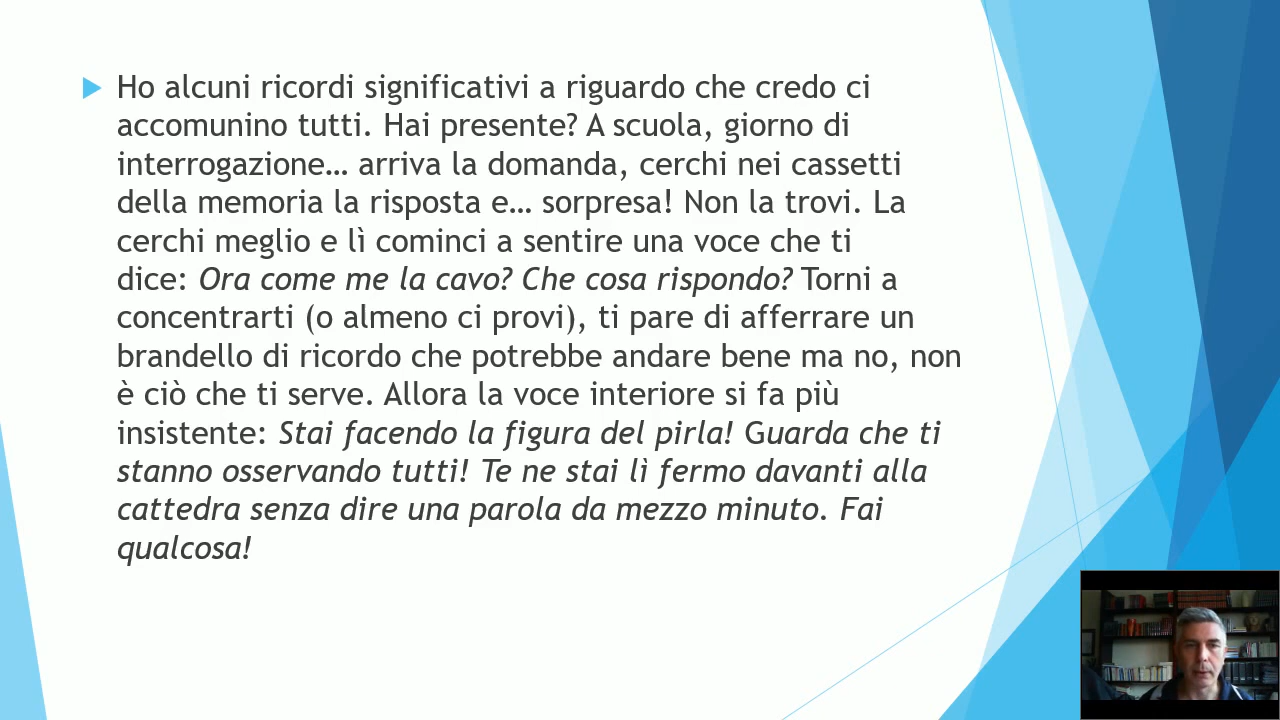 Ho alcuni ricordi significativi a riguardo che credo ci
accomunino tutti. Hai presente? A scuola, giorno di
interrogazione… arriva la domanda, cerchi nei cassetti
della memoria la risposta e… sorpresa! Non la trovi. La
cerchi meglio e lì cominci a sentire una voce che ti
dice: Ora come me la cavo? Che cosa rispondo? Torni a
concentrarti (o almeno ci provi), ti pare di afferrare un
brandello di ricordo che potrebbe andare bene ma no, non
è ciò che ti serve. Allora la voce interiore si fa più
insistente: Stai facendo la figura del pirla! Guarda che ti
stanno osservando tutti! Te ne stai lì fermo davanti alla
cattedra senza dire una parola da mezzo minuto. Fai
qualcosa!